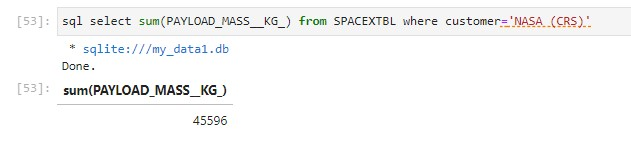 [53]: sql select sum(PAYLOAD_MASS__KG_) from SPACEXTBL where customer='NASA (CRS)'
* sqlite:///my_data1.db
Done.
[53]: sum(PAYLOAD_MASS__KG_)
45596